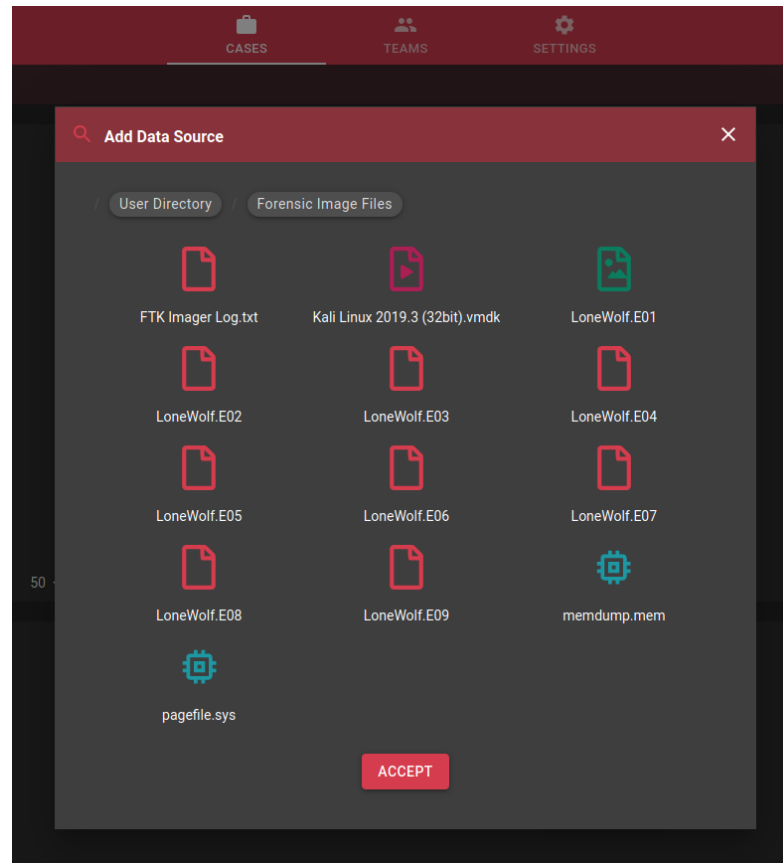 CASES TEAMS SETTINGS
Add Data Source
/ User Directory / Forensic Image Files
FTK Imager Log.txt Kali Linux 2019.3 (32bit).vmdk LoneWolf.E01
LoneWolf.E02 LoneWolf.E03 LoneWolf.E04
LoneWolf.E05 LoneWolf.E06 LoneWolf.E07
50
LoneWolf.E08 LoneWolf.E09 memdump.mem
pagefile.sys
ACCEPT